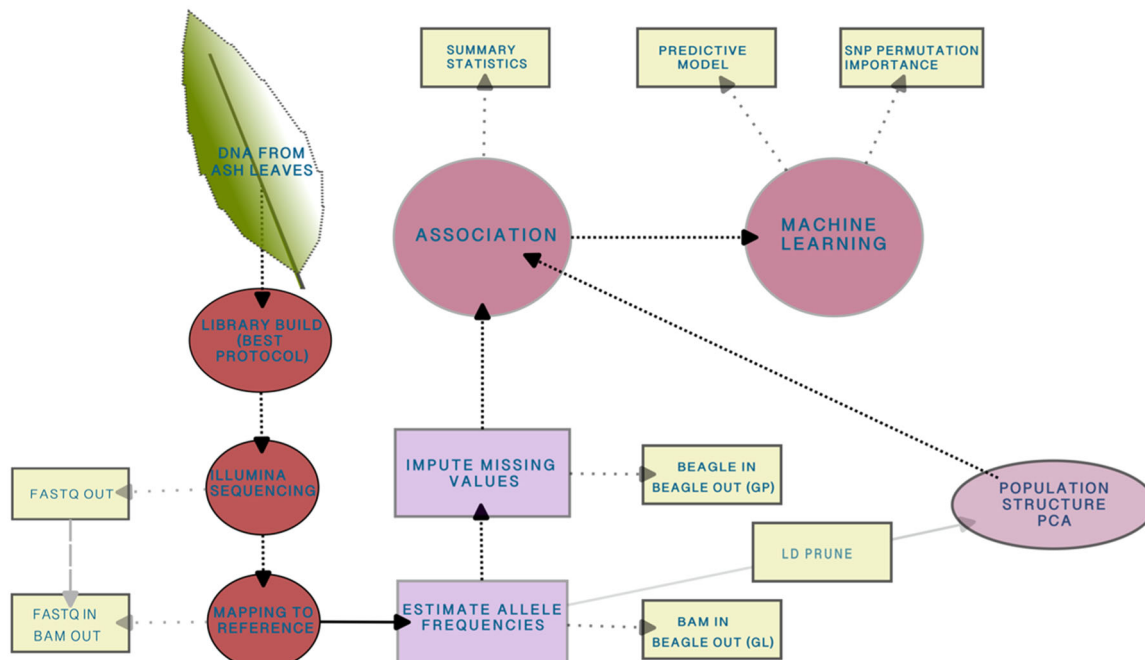 SUMMARY
STATISTICS
PREDICTIVE
MODEL
SNP PERMUTATION
IMPORTANCE
DNA FROM
ASH LEAVES
ASSOCIATION
MACHINE
LEARNING
LIBRARY BUILD
(BEST
PROTOCOL)
ILLUMINA
SEQUENCING
FASTQ OUT
IMPUTE MISSING
VALUES
BEAGLE IN
BEAGLE OUT (GP)
POPULATION
STRUCTURE
PCA
LD PRUNE
FASTQ IN
BAM OUT
MAPPING TO
REFERENCE
ESTIMATE ALLELE
FREQUENCIES
BAM IN
BEAGLE OUT (GL)